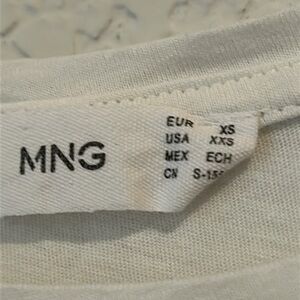 MNG
EUR XS
USA XXS
MEX ECH
CN